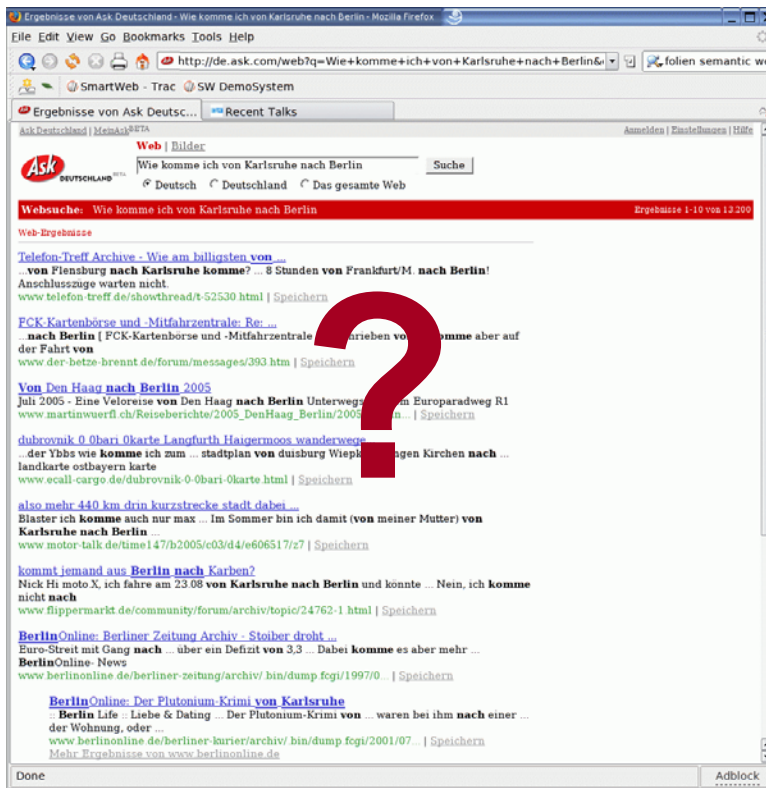 Ergebnisse von Ask Deutschland - Wie komme ich von Karlsruhe nach Berlin - Mozilla Firefox
File Edit View Go Bookmarks Tools Help
http://de.ask.com/web?q=Wie+komme+ich+von+Karlsruhe+nach+Berlin& folien semantic we
SmartWeb - Trac SW DemoSystem
Ergebnisse von Ask Deutsc... Recent Talks
Ask Deutschland | MeinAsk BETA Anmelden | Einstellungen | Hilfe
Web | Bilder
Ask DEUTSCHLAND BETA
Wie komme ich von Karlsruhe nach Berlin Suche
Deutsch Deutschland Das gesamte Web
Websuche: Wie komme ich von Karlsruhe nach Berlin Ergebnisse 1-10 von 13.200
Web-Ergebnisse
Telefon-Treff Archive - Wie am billigsten von ...
...von Flensburg nach Karlsruhe komme? ... 8 Stunden von Frankfurt/M. nach Berlin!
Anschlusszüge warten nicht.
www.telefon-treff.de/showthread/t-52530.html | Speichern
FCK-Kartenbörse und -Mitfahrzentrale: Re: ...
...nach Berlin [ FCK-Kartenbörse und -Mitfahrzentrale rieben omme aber auf
der Fahrt von
www.der-betze-brennt.de/forum/messages/393.htm | Speichern
Von Den Haag nach Berlin 2005
Juli 2005 - Eine Veloreise von Den Haag nach Berlin Unterwegs Europaradweg R1
www.martinwuerfl.ch/Reiseberichte/2005_DenHaag_Berlin/2005 n... | Speichern
dubrovnik 0 0bari 0karte Langfurth Haigermoos wanderwege
...der Ybbs wie komme ich zum ... stadtplan von duisburg Wiepk ngen Kirchen nach ...
landkarte ostbayern karte
www.ecall-cargo.de/dubrovnik-0-0bari-0karte.html | Speichern
also mehr 440 km drin kurzstrecke stadt dabei ...
Blaster ich komme auch nur max ... Im Sommer bin ich damit (von meiner Mutter) von
Karlsruhe nach Berlin ...
www.motor-talk.de/time147/b2005/c03/d4/e606517/z7 | Speichern
kommt jemand aus Berlin nach Karben?
Nick Hi moto.X, ich fahre am 23.08 von Karlsruhe nach Berlin und könnte ... Nein, ich komme
nicht nach
www.flippermarkt.de/community/forum/archiv/topic/24762-1.html | Speichern
BerlinOnline: Berliner Zeitung Archiv - Stoiber droht ...
Euro-Streit mit Gang nach ... über ein Defizit von 3,3 ... Dabei komme es aber mehr ...
BerlinOnline- News
www.berlinonline.de/berliner-zeitung/archiv/.bin/dump.fcgi/1997/0... | Speichern
BerlinOnline: Der Plutonium-Krimi von Karlsruhe
:: Berlin Life :: Liebe & Dating ... Der Plutonium-Krimi von ... waren bei ihm nach einer ...
der Wohnung, oder ...
www.berlinonline.de/berliner-kurier/archiv/.bin/dump.fcgi/2001/07... | Speichern
Mehr Ergebnisse von www.berlinonline.de
?
Done Adblock